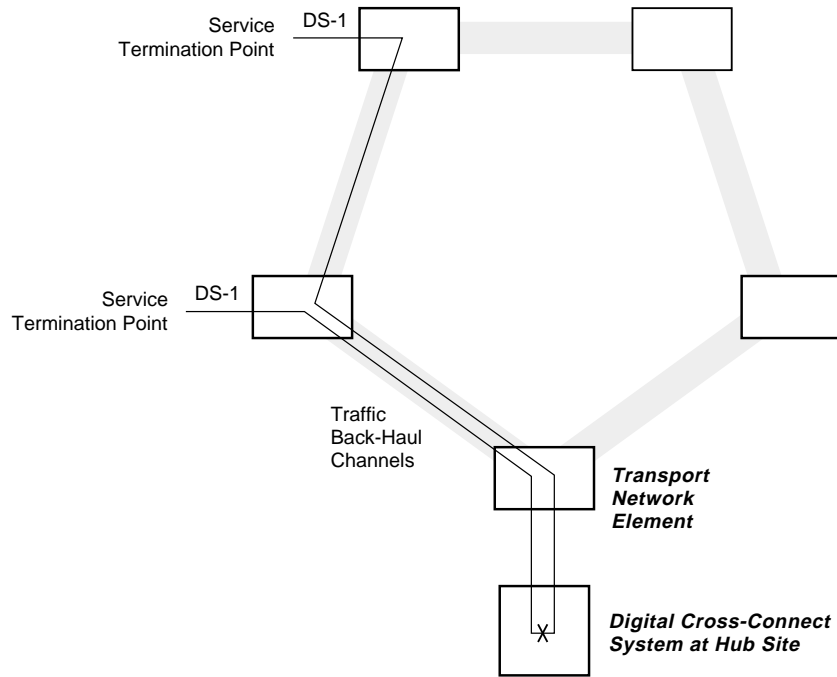 Service
Termination Point
DS-1
Service
Termination Point
DS-1
Traffic
Back-Haul
Channels
Transport
Network
Element
Digital Cross-Connect
System at Hub Site
X